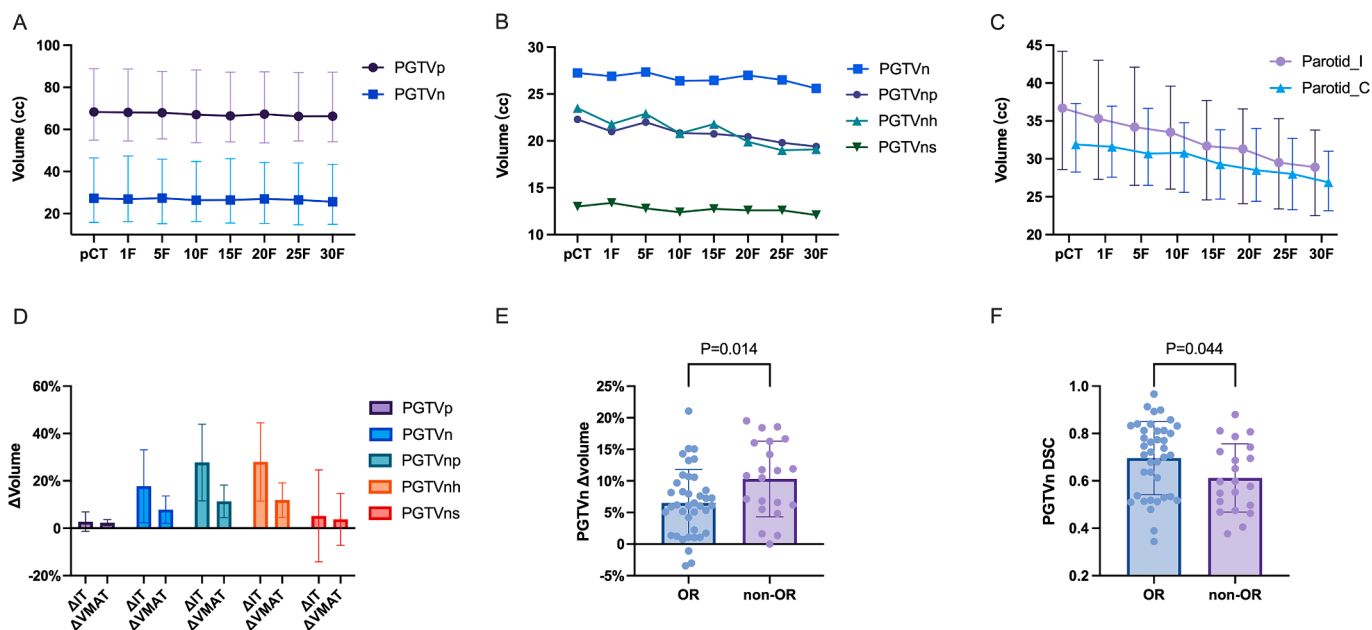 A
Volume (cc)
100
80
60
40
20
pCT 1F 5F 10F 15F 20F 25F 30F
PGTVp
PGTVn
B
Volume (cc)
30
25
20
15
10
pCT 1F 5F 10F 15F 20F 25F 30F
PGTVn
PGTVnp
PGTVnh
PGTVns
C
Volume (cc)
45
40
35
30
25
20
pCT 1F 5F 10F 15F 20F 25F 30F
Parotid_I
Parotid_C
D
ΔVolume
60%
40%
20%
0
-20%
ΔIT ΔVMAT ΔIT ΔVMAT ΔIT ΔVMAT ΔIT ΔVMAT ΔIT ΔVMAT
PGTVp
PGTVn
PGTVnp
PGTVnh
PGTVns
E
P=0.014
PGTVn Δvolume
25%
20%
15%
10%
5%
0
-5%
OR non-OR
F
P=0.044
PGTVn DSC
1.0
0.8
0.6
0.4
0.2
OR non-OR